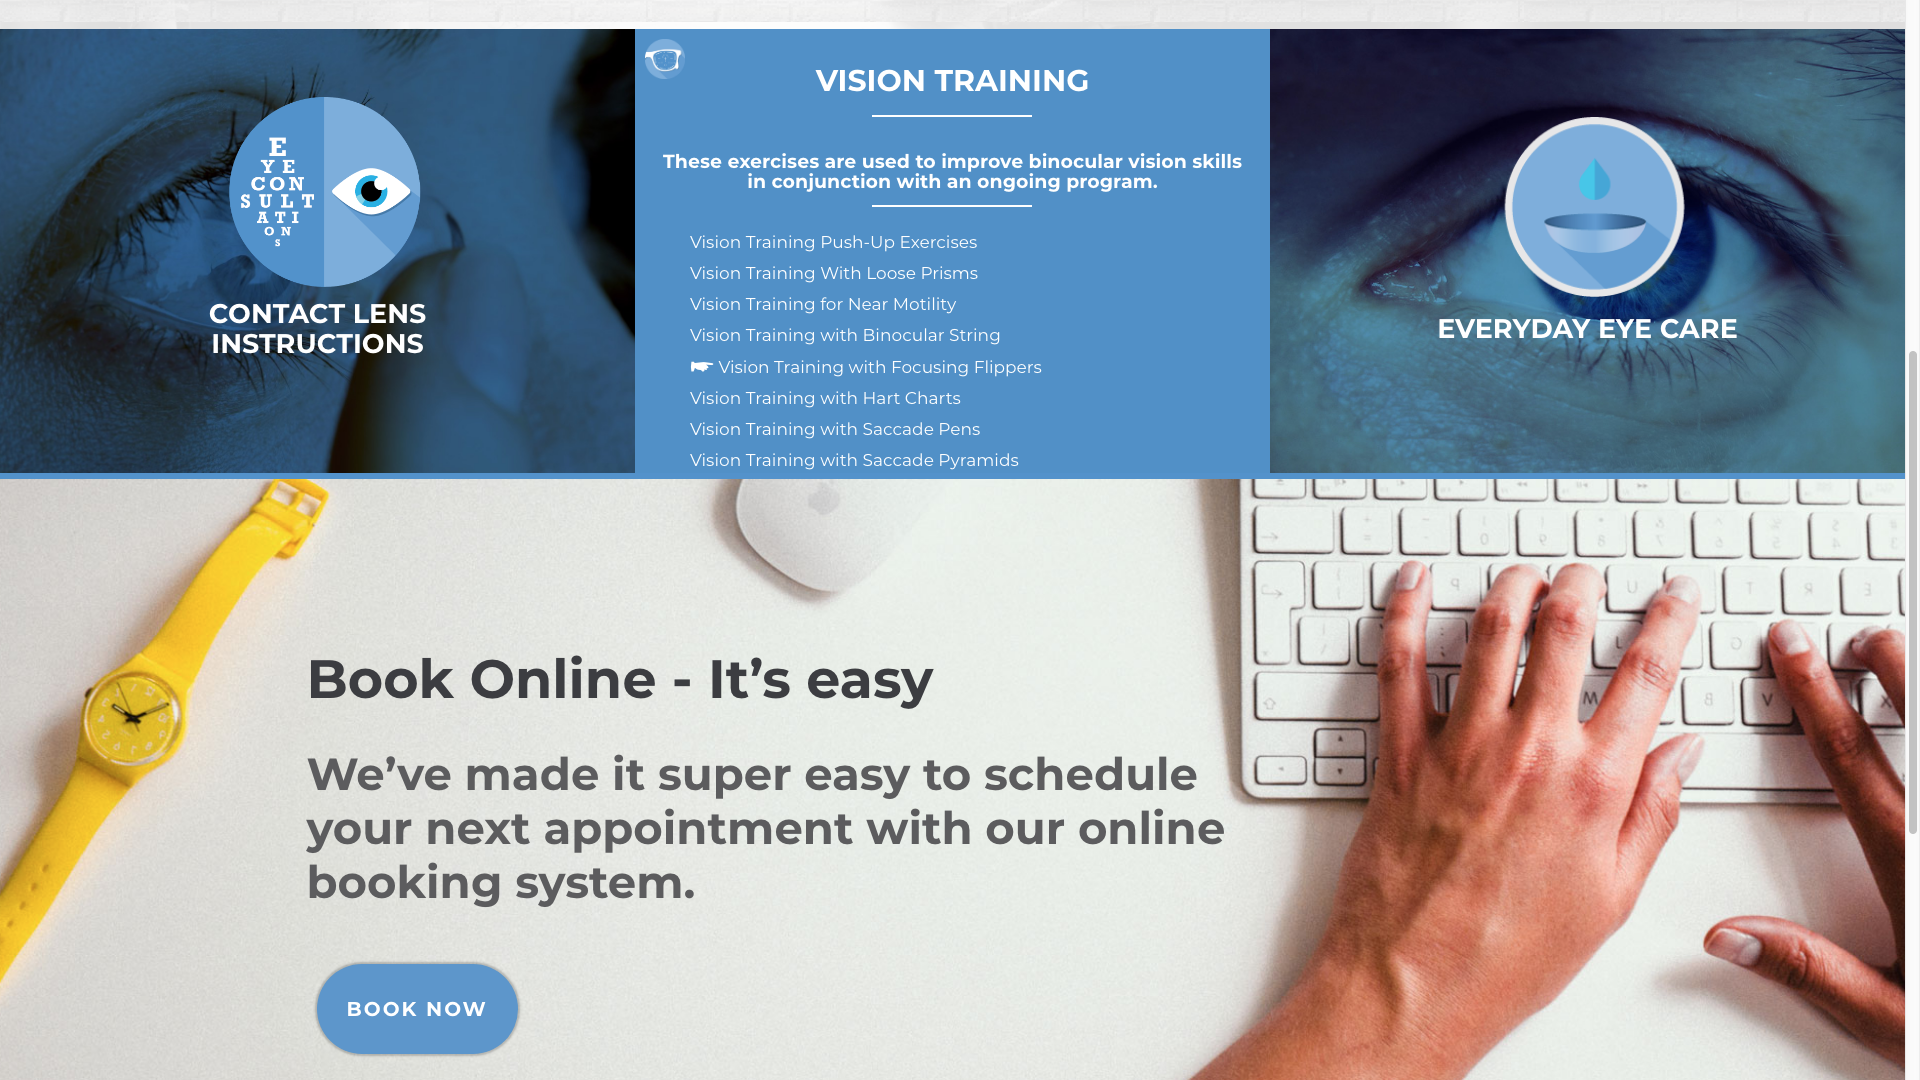 E
Y E
CON
SULT
ATI
ON
S
CONTACT LENS
INSTRUCTIONS
VISION TRAINING
These exercises are used to improve binocular vision skills
in conjunction with an ongoing program.
Vision Training Push-Up Exercises
Vision Training With Loose Prisms
Vision Training for Near Motility
Vision Training with Binocular String
Vision Training with Focusing Flippers
Vision Training with Hart Charts
Vision Training with Saccade Pens
Vision Training with Saccade Pyramids
EVERYDAY EYE CARE
Book Online - It’s easy
We’ve made it super easy to schedule
your next appointment with our online
booking system.
BOOK NOW